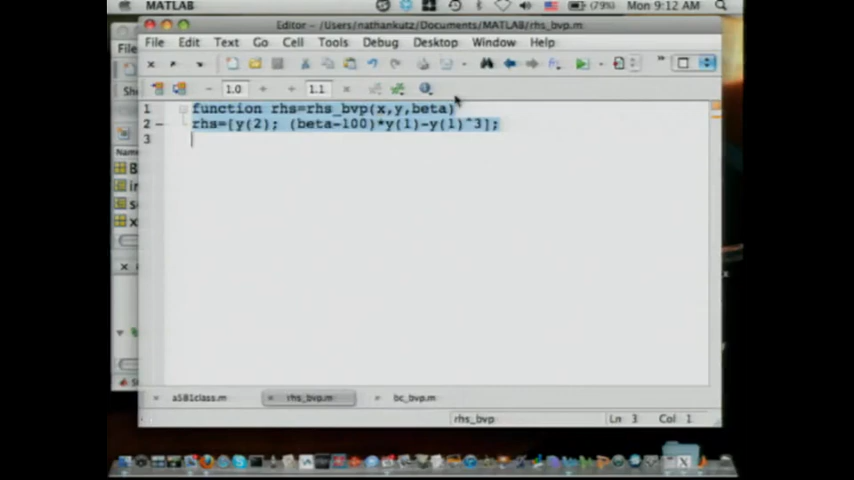 MATLAB
(79%) Mon 9:12 AM
Editor - /Users/nathankutz/Documents/MATLAB/rhs_bvp.m
File Edit Text Go Cell Tools Debug Desktop Window Help
1.0
1.1
1 function rhs=rhs_bvp(x,y,beta)
2 rhs=[y(2); (beta-100)*y(1)-y(1)^3];
3
a5B1class.m
rhs_bvp.m
bc_bvp.m
rhs_bvp
Ln 3 Col 1